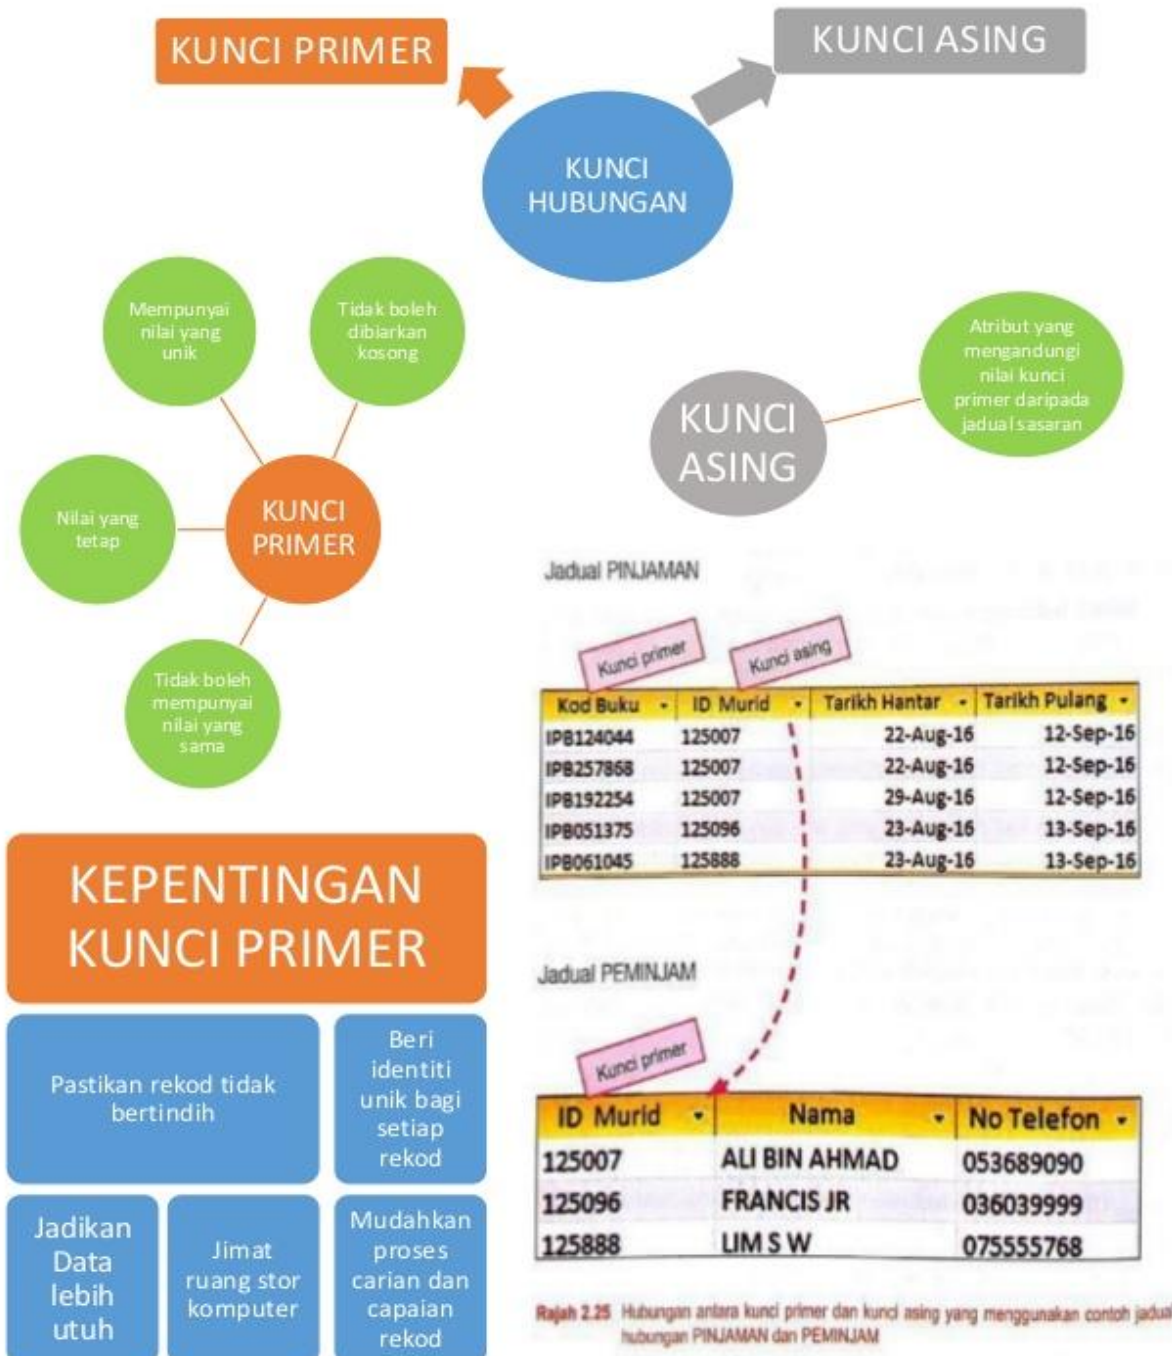 KUNCI PRIMER
KUNCI ASING
KUNCI
HUBUNGAN
Mempunyai
nilai yang
unik
Tidak boleh
dibiarkan
kosong
Nilai yang
tetap
KUNCI
PRIMER
Tidak boleh
mempunyai
nilai yang
sama
Atribut yang
mengandungi
nilai kunci
primer daripada
jadual sasaran
KUNCI
ASING
Jadual PINJAMAN
Kunci primer
Kunci asing
Kod Buku ID Murid Tarikh Hantar Tarikh Pulang
IPB124044 125007 22-Aug-16 12-Sep-16
IPB257868 125007 22-Aug-16 12-Sep-16
IPB192254 125007 29-Aug-16 12-Sep-16
IPB051375 125096 23-Aug-16 13-Sep-16
IPB061045 125888 23-Aug-16 13-Sep-16
Jadual PEMINJAM
Kunci primer
ID Murid Nama No Telefon
125007 ALI BIN AHMAD 053689090
125096 FRANCIS JR 036039999
125888 LIM S W 075555768
Rajah 2.25 Hubungan antara kunci primer dan kunci asing yang menggunakan contoh jadual
hubungan PINJAMAN dan PEMINJAM
KEPENTINGAN
KUNCI PRIMER
Pastikan rekod tidak
bertindih
Beri
identiti
unik bagi
setiap
rekod
Jadikan
Data
lebih
utuh
Jimat
ruang stor
komputer
Mudahkan
proses
carian dan
capaian
rekod